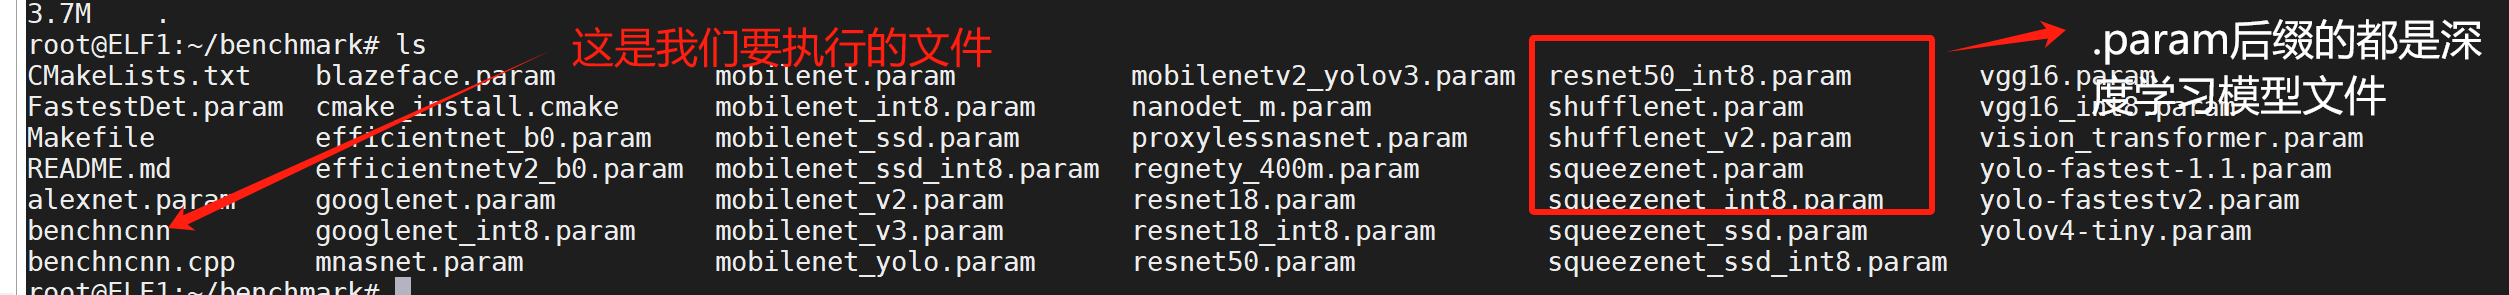 3.7M    .
root@ELF1:~/benchmark# ls
这是我们要执行的文件
.param后缀的都是深
度学习模型文件
CMakeLists.txt    blazeface.param          mobilenet.param           mobilenetv2_yolov3.param  resnet50_int8.param       vgg16.param
FastestDet.param  cmake_install.cmake      mobilenet_int8.param      nanodet_m.param           shufflenet.param          vgg16_int8.param
Makefile          efficientnet_b0.param    mobilenet_ssd.param       proxylessnasnet.param     shufflenet_v2.param       vision_transformer.param
README.md         efficientnetv2_b0.param  mobilenet_ssd_int8.param  regnety_400m.param        squeezenet.param          yolo-fastest-1.1.param
alexnet.param     googlenet.param          mobilenet_v2.param        resnet18.param            squeezenet_int8.param     yolo-fastestv2.param
benchncnn         googlenet_int8.param     mobilenet_v3.param        resnet18_int8.param       squeezenet_ssd.param      yolov4-tiny.param
benchncnn.cpp     mnasnet.param            mobilenet_yolo.param      resnet50.param            squeezenet_ssd_int8.param
root@ELF1:~/benchmark#